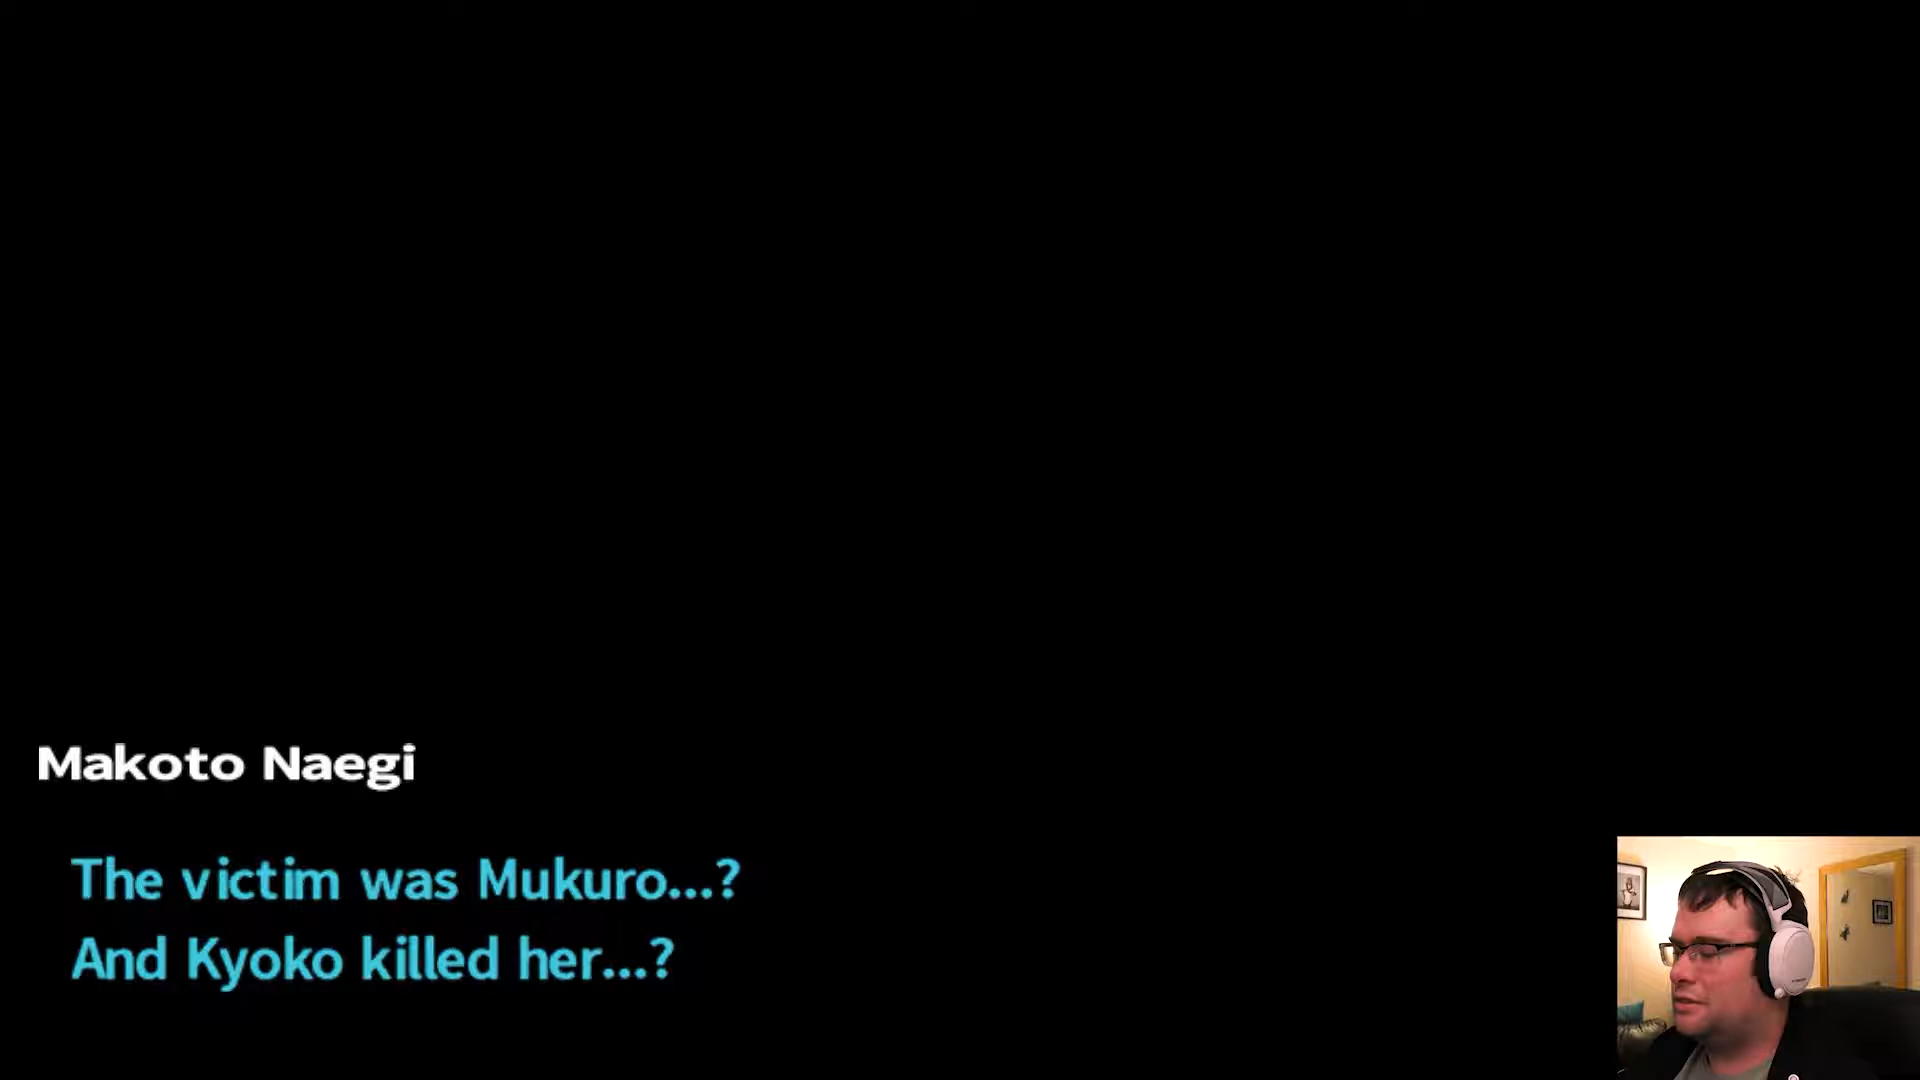 Makoto Naegi
The victim was Mukuro...?
And Kyoko killed her...?